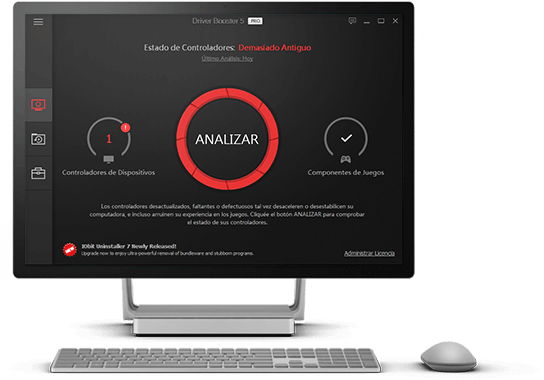 Driver Booster 5 PRO
Estado de Controladores: Demasiado Antiguo
Último Análisis: Hoy
1
!
ANALIZAR
Controladores de Dispositivos
Componentes de Juegos
Los controladores desactualizados, faltantes o defectuosos tal vez desaceleren o desestabilicen su
computadora, e incluso arruinen su experiencia en los juegos. Cliquée el botón ANALIZAR para comprobar
el estado de sus controladores.
IObit Uninstaller 7 Newly Released!
Upgrade now to enjoy ultra-powerful removal of bundleware and stubborn programs.
Administrar Licencia